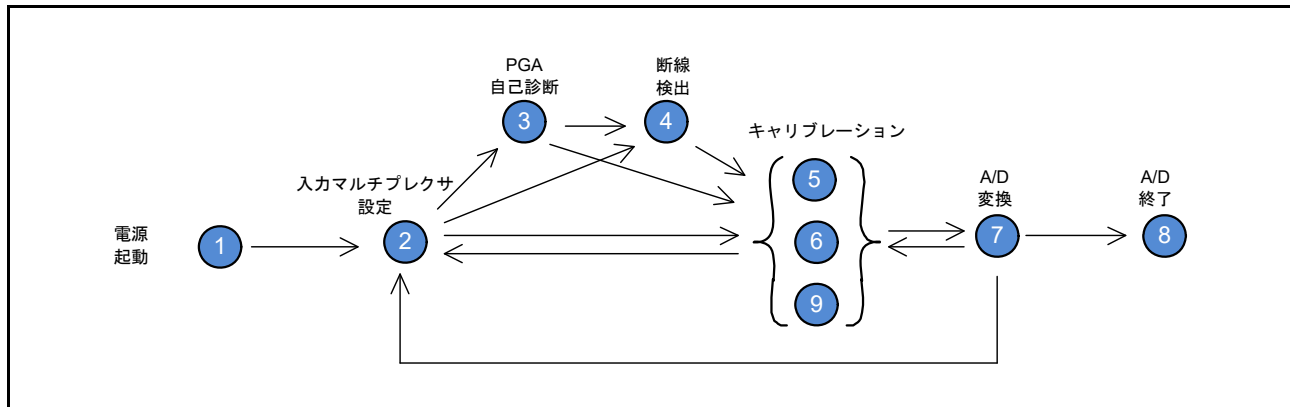 PGA
自己診断
断線
検出
3
4
キャリブレーション
入力マルチプレクサ
設定
5
A/D
変換
A/D
終了
電源
起動
1
2
6
7
8
9